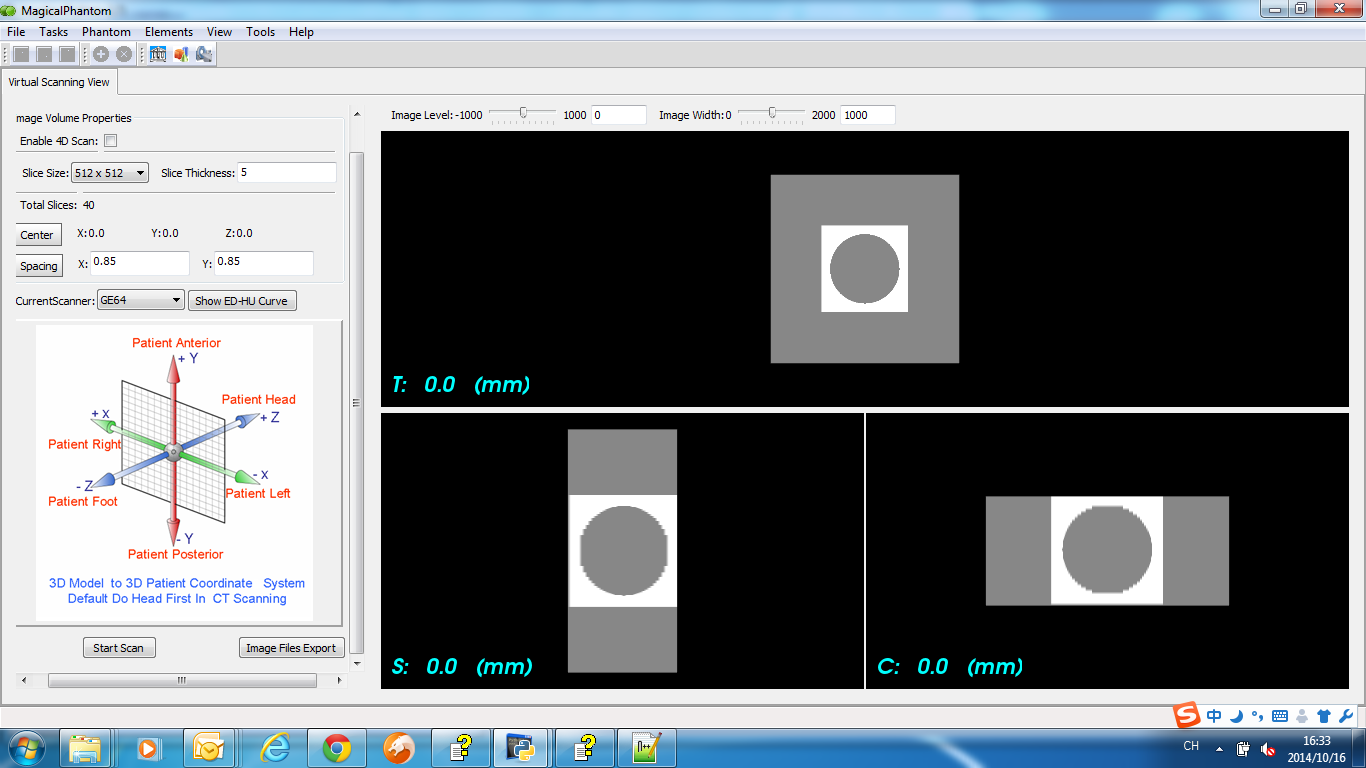 MagicalPhantom
File Tasks Phantom Elements View Tools Help
Virtual Scanning View
mage Volume Properties
Enable 4D Scan:
Slice Size: 512 x 512 Slice Thickness: 5
Total Slices: 40
Center X:0.0 Y:0.0 Z:0.0
Spacing X: 0.85 Y: 0.85
CurrentScanner: GE64 Show ED-HU Curve
Patient Anterior
+ Y
Patient Head
+ Z
+ X
Patient Right
- X
Patient Left
- Z
Patient Foot
- Y
Patient Posterior
3D Model to 3D Patient Coordinate System
Default Do Head First In CT Scanning
Start Scan Image Files Export
Image Level: -1000 1000 0 Image Width: 0 2000 1000
T: 0.0 (mm)
S: 0.0 (mm)
C: 0.0 (mm)
S 中
CH
16:33
2014/10/16